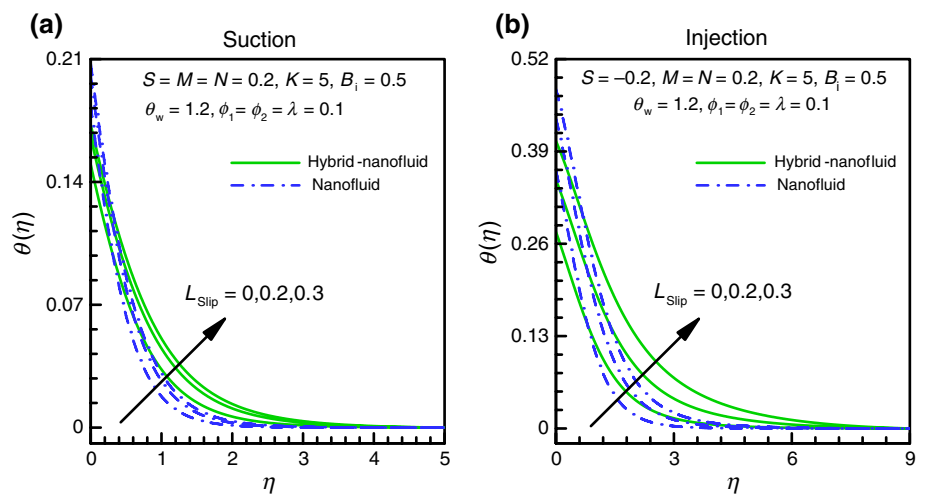 (a)
Suction
0.21
0.14
0.07
0
S = M = N = 0.2, K = 5, B_i = 0.5
θ_w = 1.2, ϕ_1 = ϕ_2 = λ = 0.1
Hybrid-nanofluid
Nanofluid
L_Slip = 0,0.2,0.3
θ(η)
0 1 2 3 4 5
η
(b)
Injection
0.52
0.39
0.26
0.13
0
S = –0.2, M = N = 0.2, K = 5, B_i = 0.5
θ_w = 1.2, ϕ_1 = ϕ_2 = λ = 0.1
Hybrid-nanofluid
Nanofluid
L_Slip = 0,0.2,0.3
θ(η)
0 3 6 9
η